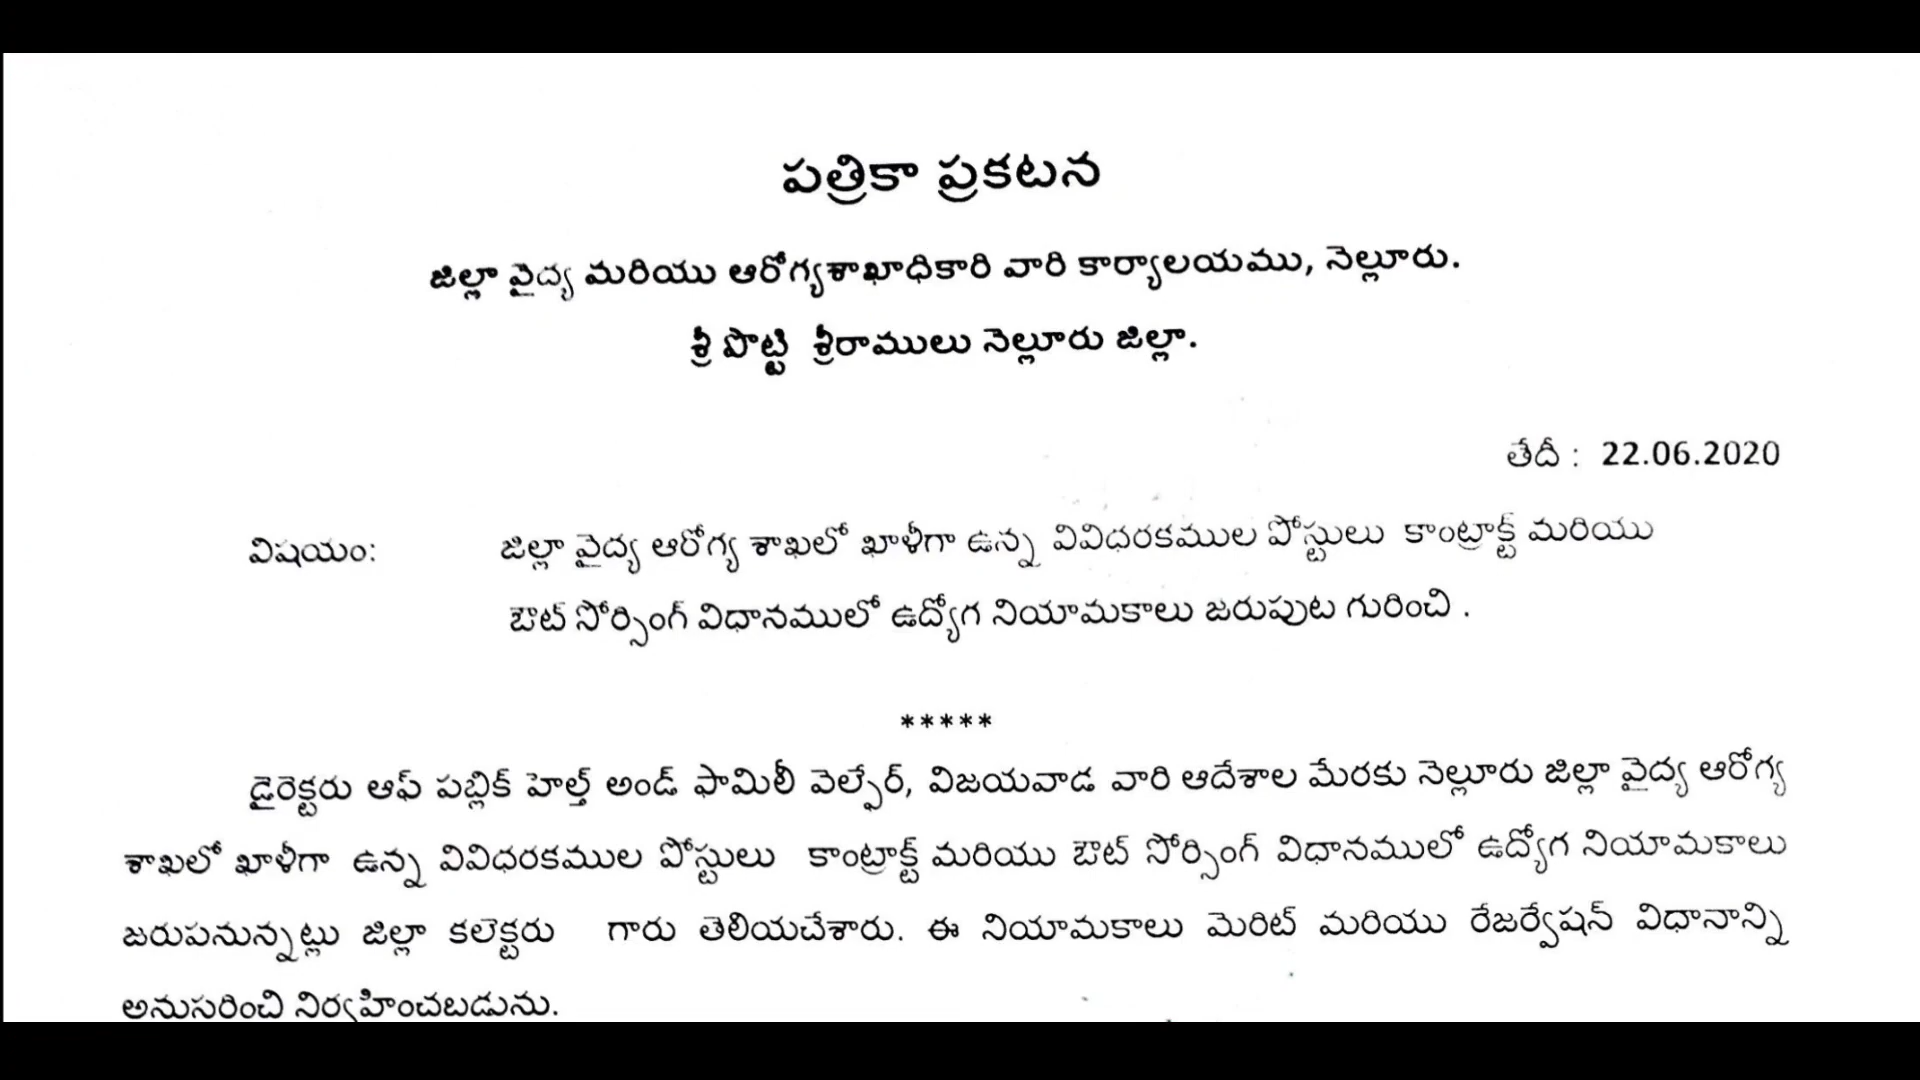 పత్రికా ప్రకటన
జిల్లా వైద్య మరియు ఆరోగ్యశాఖాధికారి వారి కార్యాలయము, నెల్లూరు.
శ్రీ పొట్టి శ్రీరాములు నెల్లూరు జిల్లా.
తేదీ : 22.06.2020
విషయం: జిల్లా వైద్య ఆరోగ్య శాఖలో ఖాళీగా ఉన్న వివిధరకముల పోస్టులు కాంట్రాక్ట్ మరియు
ఔట్ సోర్సింగ్ విధానములో ఉద్యోగ నియామకాలు జరుపుట గురించి .
*****
డైరెక్టరు ఆఫ్ పబ్లిక్ హెల్త్ అండ్ ఫామిలీ వెల్ఫేర్, విజయవాడ వారి ఆదేశాల మేరకు నెల్లూరు జిల్లా వైద్య ఆరోగ్య
శాఖలో ఖాళీగా ఉన్న వివిధరకముల పోస్టులు కాంట్రాక్ట్ మరియు ఔట్ సోర్సింగ్ విధానములో ఉద్యోగ నియామకాలు
జరుపనున్నట్లు జిల్లా కలెక్టరు గారు తెలియచేశారు. ఈ నియామకాలు మెరిట్ మరియు రేజర్వేషన్ విధానాన్ని
అనుసరించి నిర్వహించబడును.